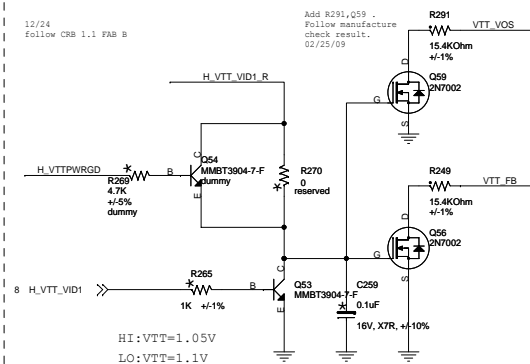 12/24
follow CRB 1.1 FAB B
Add R291,Q59 .
Follow manufacture
check result.
02/25/09
R291
VTT_VOS
15.4KOhm
+/-1%
H_VTT_VID1_R
D
Q59
2N7002
G
S
C
Q54
MMBT3904-7-F
dummy
H_VTTPWRGD
R269
4.7K
+/-5%
dummy
B
E
R270
0
reserved
R249
VTT_FB
15.4KOhm
+/-1%
D
Q56
2N7002
G
S
8 H_VTT_VID1
R265
1K +/-1%
B
C
Q53
MMBT3904-7-F
E
C259
0.1uF
16V, X7R, +/-10%
HI:VTT=1.05V
LO:VTT=1.1V